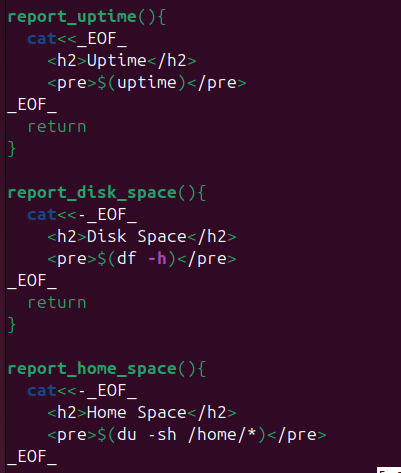 report_uptime(){
  cat<<_EOF_
    <h2>Uptime</h2>
    <pre>$(uptime)</pre>
_EOF_
  return
}

report_disk_space(){
  cat<<-_EOF_
    <h2>Disk Space</h2>
    <pre>$(df -h)</pre>
_EOF_
  return
}

report_home_space(){
  cat<<-_EOF_
    <h2>Home Space</h2>
    <pre>$(du -sh /home/*)</pre>
_EOF_